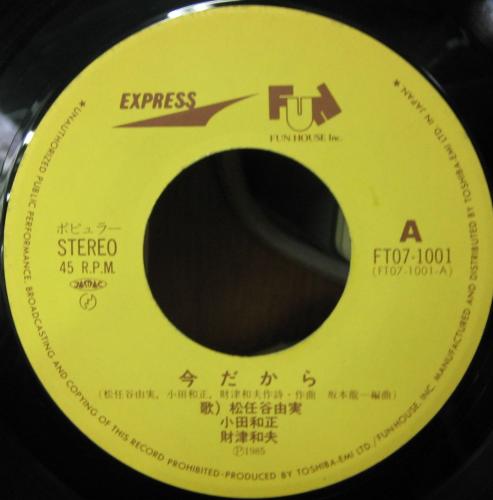 EXPRESS
FUN
FUN HOUSE Inc.
ポピュラー
STEREO
45 R.P.M.
JASRAC
A
FT07-1001
(FT07-1001-A)
今だから
(松任谷由実, 小田和正, 財津和夫作詩・作曲 坂本龍一編曲)
歌) 松任谷由実
小田和正
財津和夫
Ⓟ1985
★UNAUTHORIZED PUBLIC PERFORMANCE, BROADCASTING AND COPYING OF THIS RECORD PROHIBITED-PRODUCED BY TOSHIBA-EMI LTD./FUN HOUSE, INC. MANUFACTURED AND DISTRIBUTED BY TOSHIBA-EMI LTD IN JAPAN.★